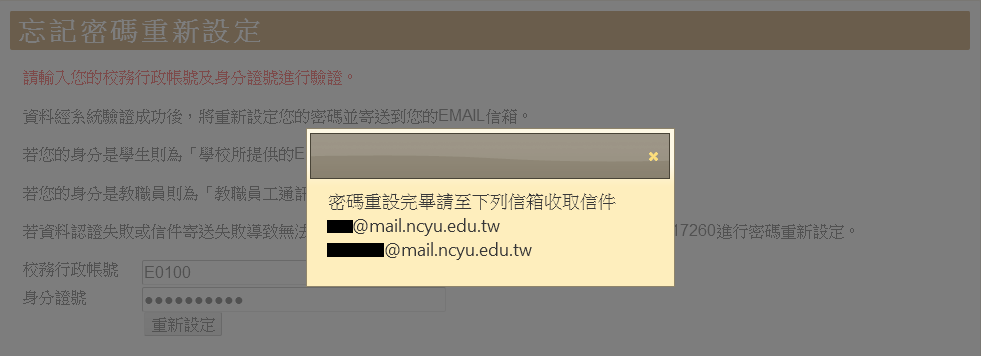 忘記密碼重新設定
請輸入您的校務行政帳號及身分證號進行驗證。
資料經系統驗證成功後，將重新設定您的密碼並寄送到您的EMAIL信箱。
若您的身分是學生則為「學校所提供的E
若您的身分是教職員則為「教職員工通訊
若資料認證失敗或信件寄送失敗導致無法
17260進行密碼重新設定。
密碼重設完畢請至下列信箱收取信件
@mail.ncyu.edu.tw
@mail.ncyu.edu.tw
校務行政帳號 E0100
身分證號 ●●●●●●●●●●
重新設定